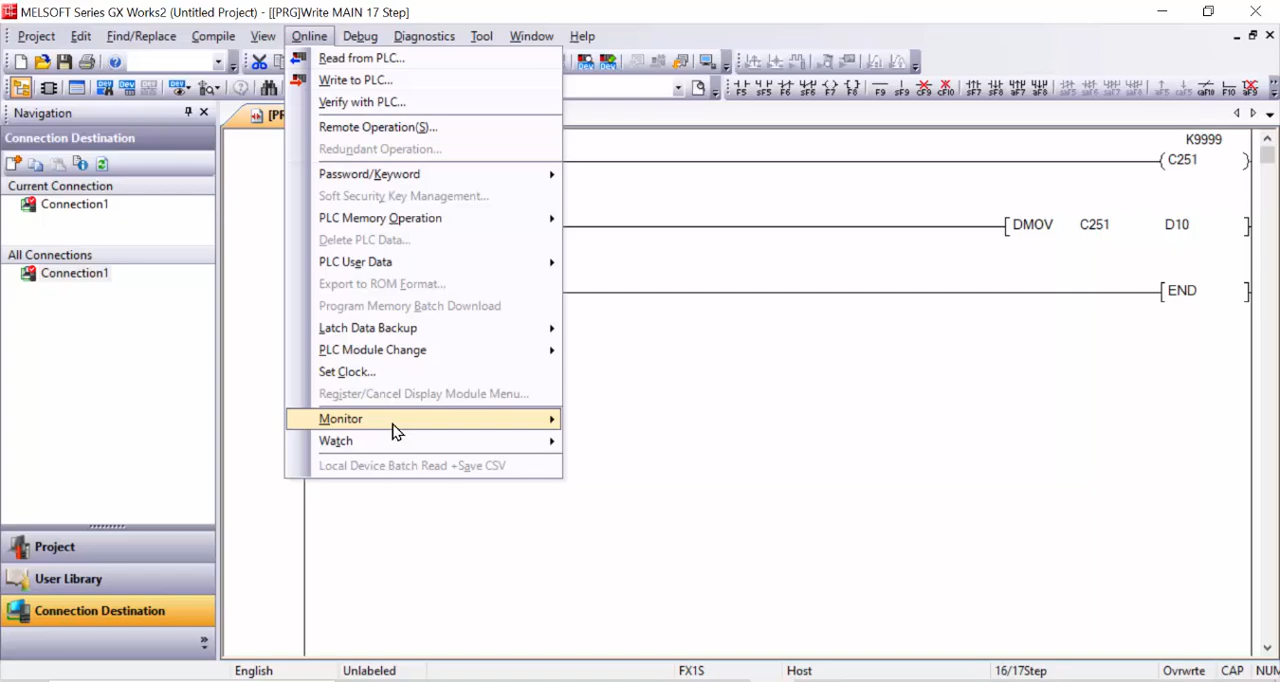 MELSOFT Series GX Works2 (Untitled Project) - [[PRG]Write MAIN 17 Step]
Project Edit Find/Replace Compile View Online Debug Diagnostics Tool Window Help
Navigation
Connection Destination
Current Connection
Connection1
All Connections
Connection1
Project
User Library
Connection Destination
Read from PLC...
Write to PLC...
Verify with PLC...
Remote Operation(S)...
Redundant Operation...
Password/Keyword
Soft Security Key Management...
PLC Memory Operation
Delete PLC Data...
PLC User Data
Export to ROM Format...
Program Memory Batch Download
Latch Data Backup
PLC Module Change
Set Clock...
Register/Cancel Display Module Menu...
Monitor
Watch
Local Device Batch Read +Save CSV
[PR
K9999
C251
DMOV C251 D10
END
English Unlabeled FX1S Host 16/17Step Ovrwrte CAP NUM